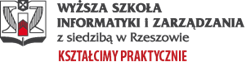 WYŻSZA SZKOŁA
INFORMATYKI i ZARZĄDZANIA
z siedzibą w Rzeszowie
KSZTAŁCIMY PRAKTYCZNIE